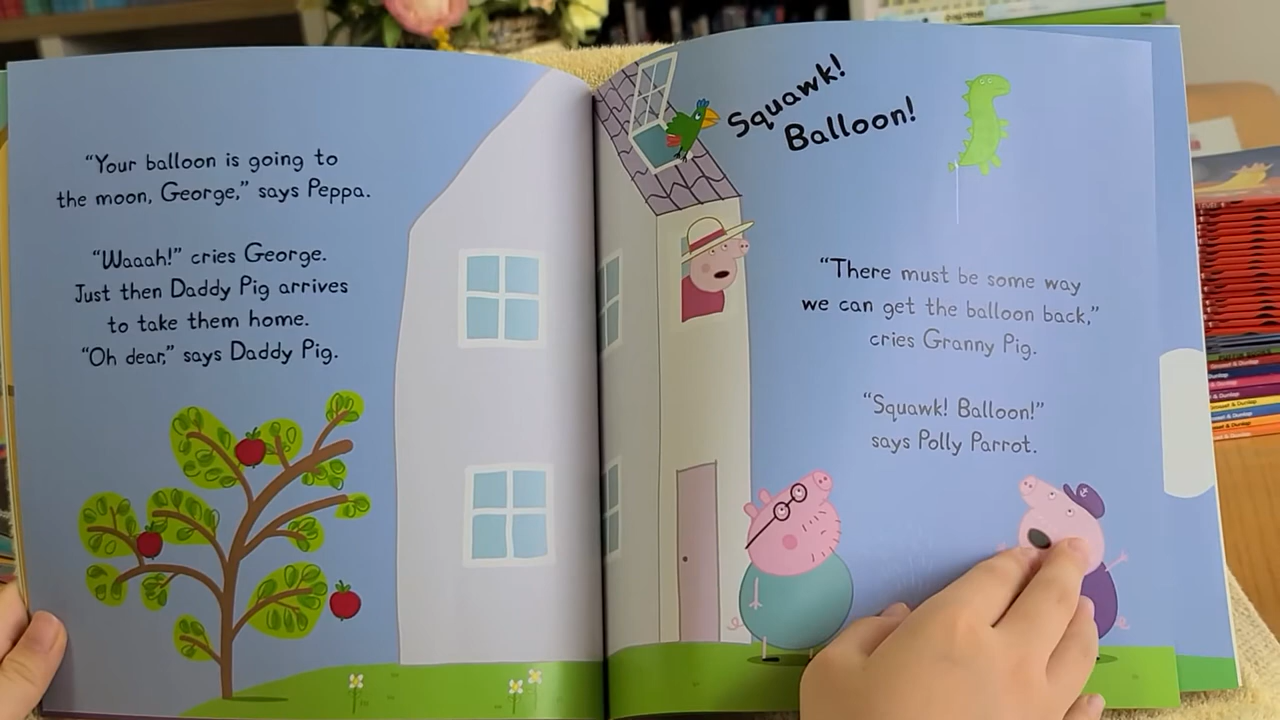 “Your balloon is going to
the moon, George,” says Peppa.
“Waaah!” cries George.
Just then Daddy Pig arrives
to take them home.
“Oh dear,” says Daddy Pig.
Squawk!
Balloon!
“There must be some way
we can get the balloon back,”
cries Granny Pig.
“Squawk! Balloon!”
says Polly Parrot.